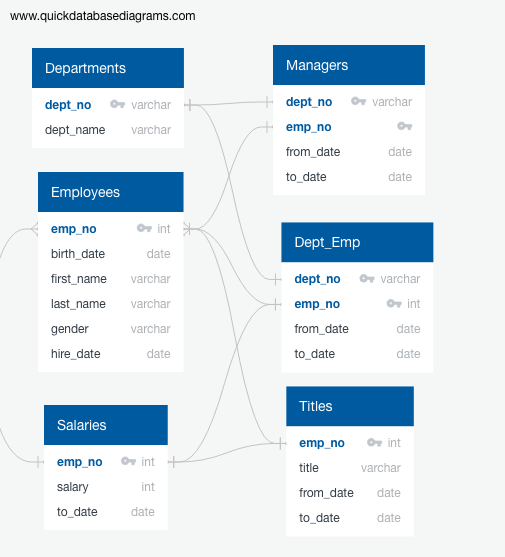 www.quickdatabasediagrams.com
Departments
dept_no varchar
dept_name varchar
Managers
dept_no varchar
emp_no
from_date date
to_date date
Employees
emp_no int
birth_date date
first_name varchar
last_name varchar
gender varchar
hire_date date
Dept_Emp
dept_no varchar
emp_no int
from_date date
to_date date
Salaries
emp_no int
salary int
to_date date
Titles
emp_no int
title varchar
from_date date
to_date date